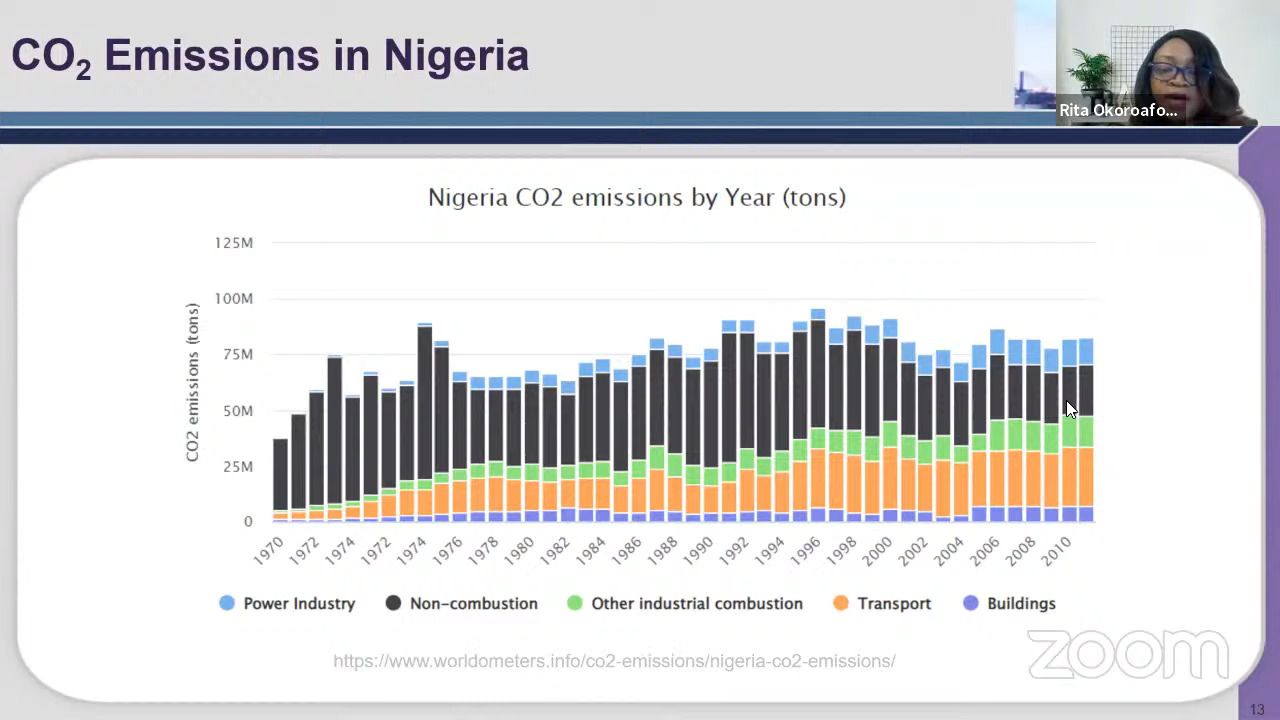 CO₂ Emissions in Nigeria
Rita Okoroafo...
Nigeria CO2 emissions by Year (tons)
CO2 emissions (tons)
125M
100M
75M
50M
25M
0
1970 1972 1974 1972 1974 1976 1978 1980 1982 1984 1986 1988 1990 1992 1994 1996 1998 2000 2002 2004 2006 2008 2010
Power Industry Non-combustion Other industrial combustion Transport Buildings
https://www.worldometers.info/co2-emissions/nigeria-co2-emissions/
zoom
13